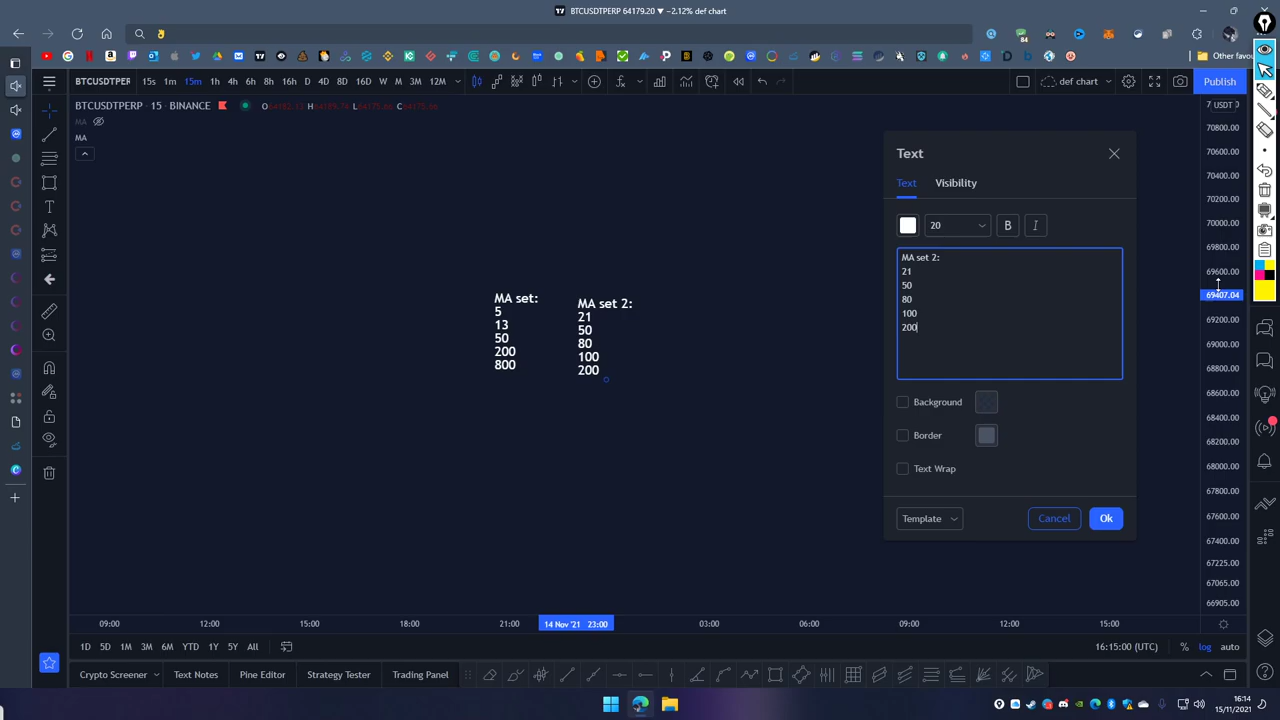 BTCUSDTPERP 64179.20 ▼ −2.12% def chart
Other favou
BTCUSDTPERP
15s 1m 15m 1h 4h 6h 8h 16h D 4D 8D 16D W M 3M 12M
def chart
Publish
BTCUSDTPERP · 15 · BINANCE
MA
MA
USDT
70800.00
70600.00
70400.00
70200.00
70000.00
69800.00
69600.00
69407.04
69200.00
69000.00
68800.00
68600.00
68400.00
68200.00
68000.00
67800.00
67600.00
67400.00
67225.00
67065.00
66905.00
MA set:
5
13
50
200
800
MA set 2:
21
50
80
100
200
Text
Text Visibility
20 B I
MA set 2:
21
50
80
100
200
Background
Border
Text Wrap
Template
Cancel
Ok
09:00 12:00 15:00 18:00 21:00 14 Nov '21 23:00 03:00 06:00 09:00 12:00 15:00
1D 5D 1M 3M 6M YTD 1Y 5Y All
16:15:00 (UTC) % log auto
Crypto Screener Text Notes Pine Editor Strategy Tester Trading Panel
16:14
15/11/2021